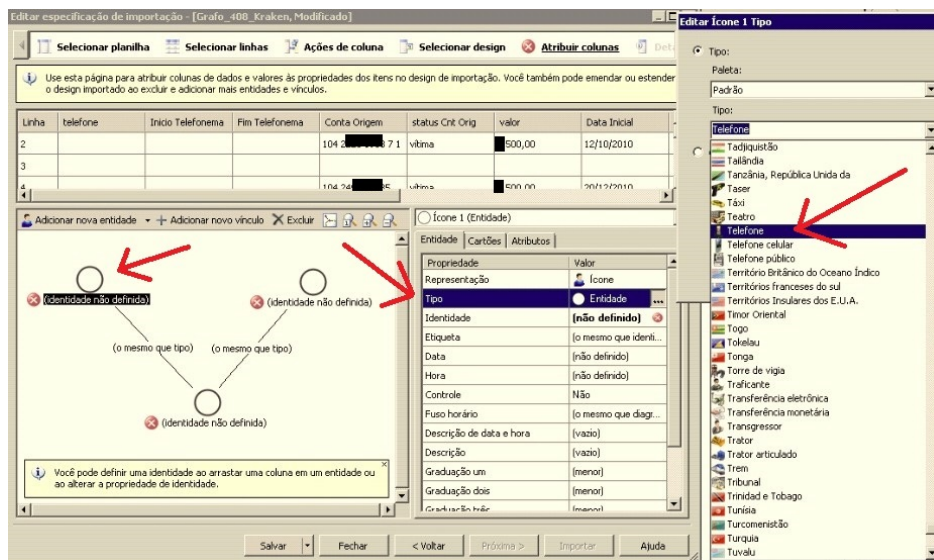 Editar especificação de importação - [Grafo_408_Kraken, Modificado]
Selecionar planilha
Selecionar linhas
Ações de coluna
Selecionar design
Atribuir colunas
Use esta página para atribuir colunas de dados e valores às propriedades dos itens no design de importação. Você também pode emendar ou estender
o design importado ao excluir e adicionar mais entidades e vínculos.
Linha telefone Inicio Telefonema Fim Telefonema Conta Origem status Cnt Orig valor Data Inicial
2 104 7 1 vítima 500,00 12/10/2010
3
4 vítima 500,00 20/12/2010
Adicionar nova entidade
Adicionar novo vínculo
Excluir
(identidade não definida)
(identidade não definida)
(o mesmo que tipo)
(o mesmo que tipo)
(identidade não definida)
Você pode definir uma identidade ao arrastar uma coluna em um entidade ou
ao alterar a propriedade de identidade.
Ícone 1 (Entidade)
Entidade Cartões Atributos
Propriedade Valor
Representação Ícone
Tipo Entidade ...
Identidade (não definido)
Etiqueta (o mesmo que identi...
Data (não definido)
Hora (não definido)
Controle Não
Fuso horário (o mesmo que diagr...
Descrição de data e hora (vazio)
Descrição (vazio)
Graduação um (menor)
Graduação dois (menor)
Graduação três (menor)
Salvar
Fechar
< Voltar
Próxima >
Importar
Ajuda
Editar Ícone 1 Tipo
Tipo:
Paleta:
Padrão
Tipo:
Telefone
Tadjiquistão
Tailândia
Tanzânia, República Unida da
Taser
Táxi
Teatro
Telefone
Telefone celular
Telefone público
Território Britânico do Oceano Índico
Territórios franceses do sul
Territórios Insulares dos E.U.A.
Timor Oriental
Togo
Tokelau
Tonga
Torre de vigia
Traficante
Transferência eletrônica
Transferência monetária
Transgressor
Trator
Trator articulado
Trem
Tribunal
Trinidad e Tobago
Tunísia
Turcomenistão
Turquia
Tuvalu